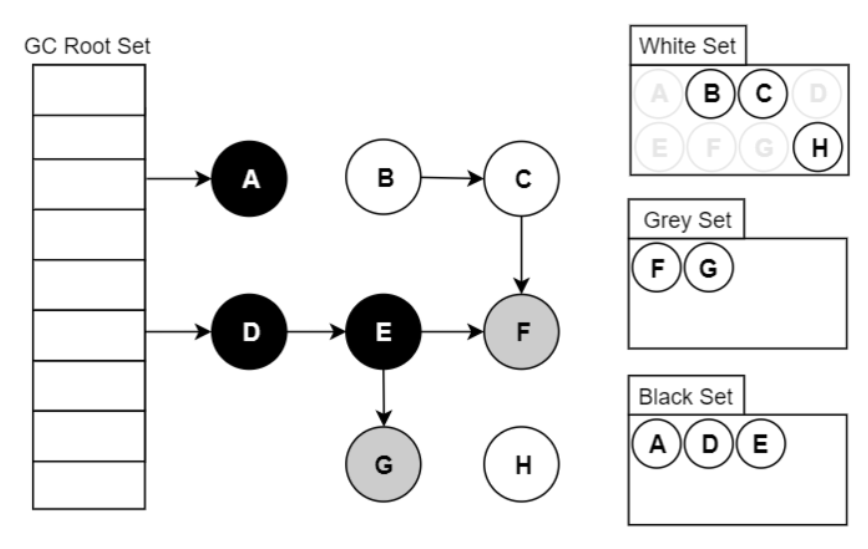 GC Root Set
A
B
C
D
E
F
G
H
White Set
A B C D
E F G H
Grey Set
F G
Black Set
A D E